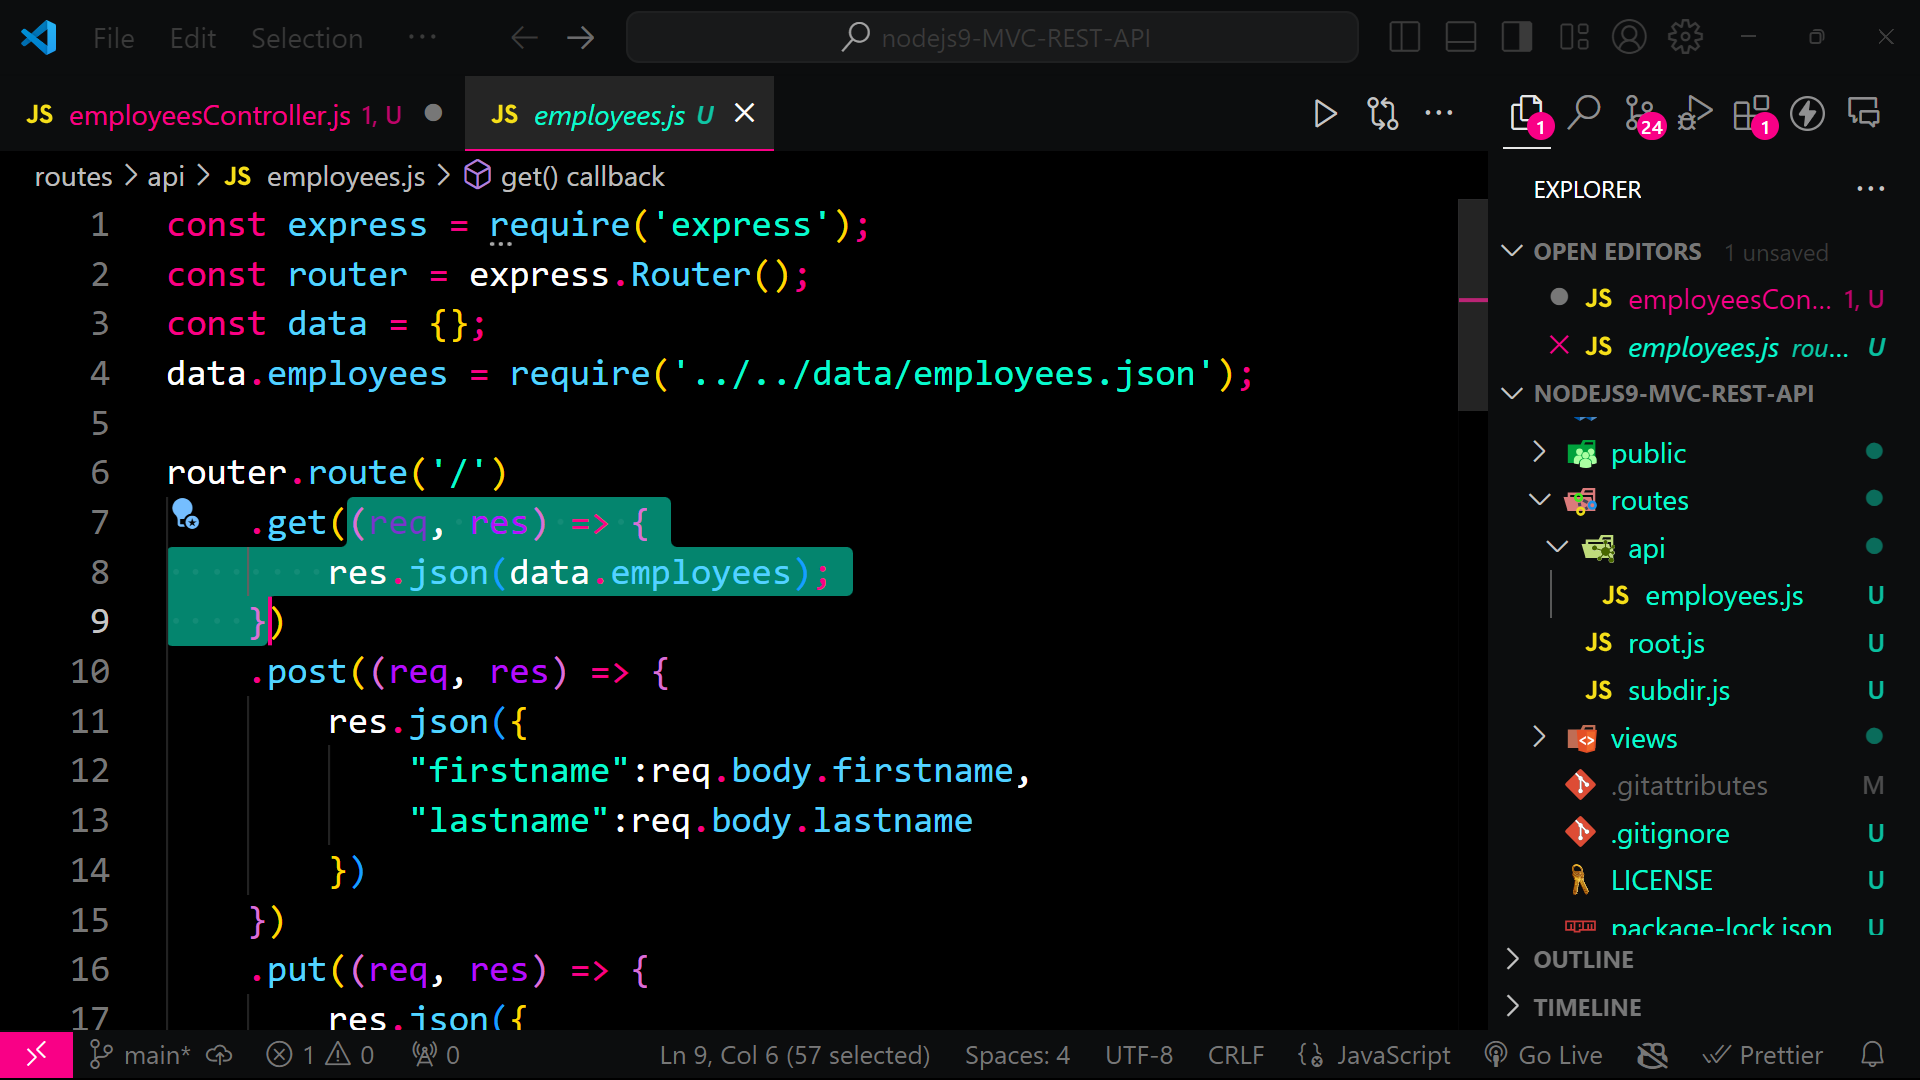 File Edit Selection ··· nodejs9-MVC-REST-API
JS employeesController.js 1, U
JS employees.js U
routes > api > JS employees.js > get() callback
1 const express = require('express');
2 const router = express.Router();
3 const data = {};
4 data.employees = require('../../data/employees.json');
5
6 router.route('/')
7 .get((req, res) => {
8 res.json(data.employees);
9 })
10 .post((req, res) => {
11 res.json({
12 "firstname":req.body.firstname,
13 "lastname":req.body.lastname
14 })
15 })
16 .put((req, res) => {
17 res.json({
1 24 1
EXPLORER ···
OPEN EDITORS 1 unsaved
JS employeesCon... 1, U
JS employees.js rou... U
NODEJS9-MVC-REST-API
public
routes
api
JS employees.js U
JS root.js U
JS subdir.js U
views
.gitattributes M
.gitignore U
LICENSE U
package-lock.json U
OUTLINE
TIMELINE
main* 1 0 0 Ln 9, Col 6 (57 selected) Spaces: 4 UTF-8 CRLF JavaScript Go Live Prettier